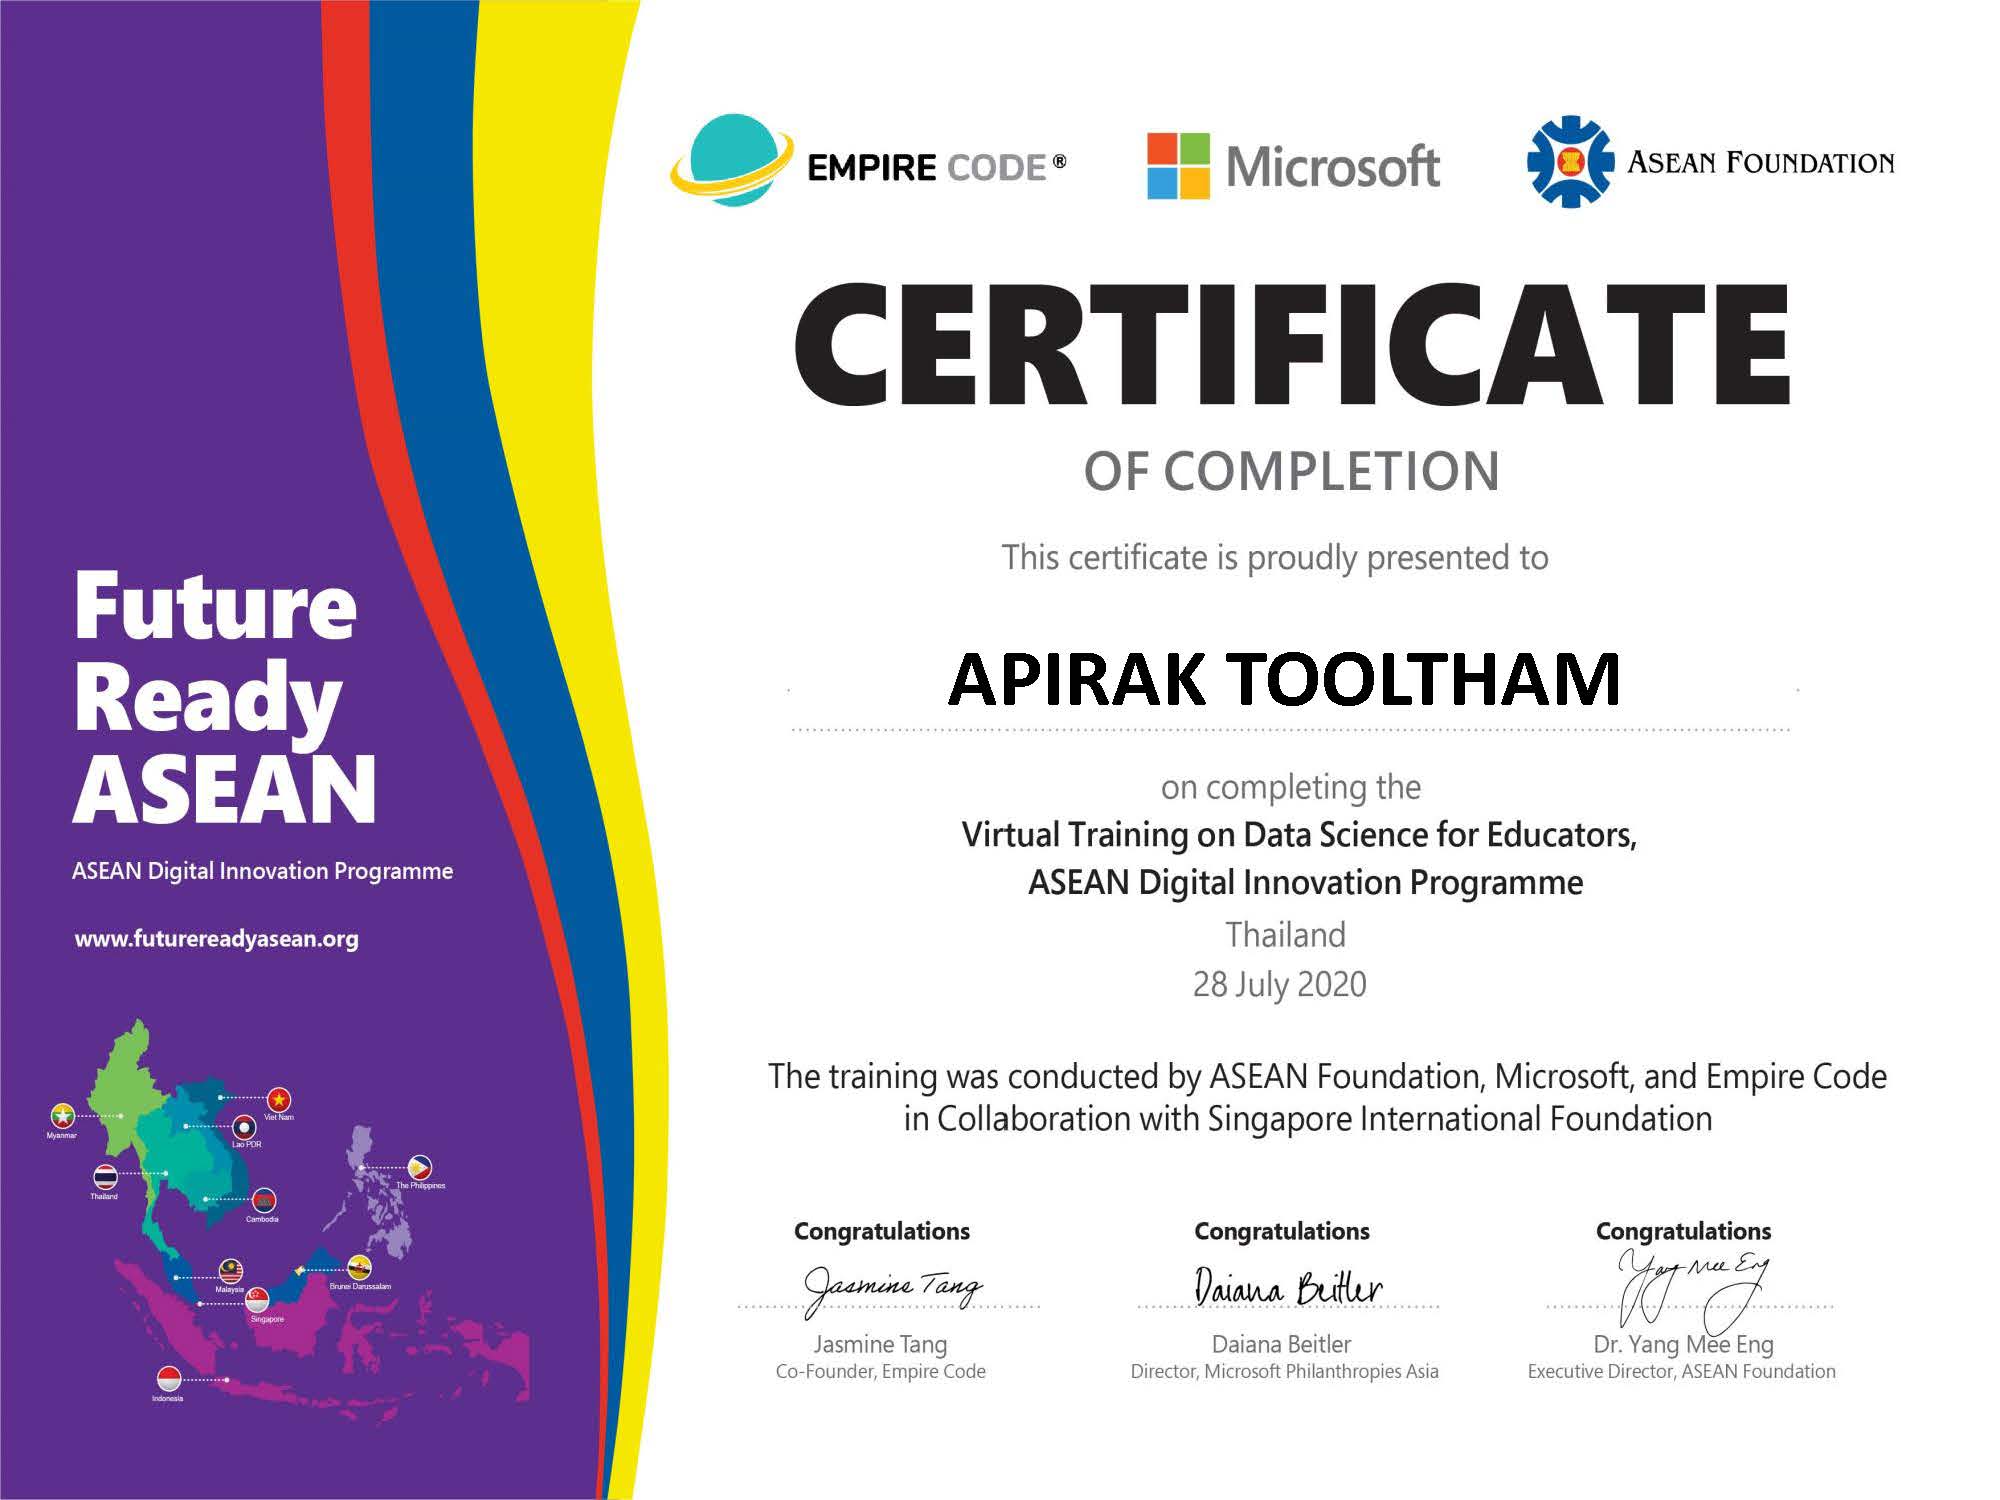 EMPIRE CODE®
Microsoft
ASEAN FOUNDATION
CERTIFICATE
OF COMPLETION
This certificate is proudly presented to
APIRAK TOOLTHAM
on completing the
Virtual Training on Data Science for Educators,
ASEAN Digital Innovation Programme
Thailand
28 July 2020
The training was conducted by ASEAN Foundation, Microsoft, and Empire Code
in Collaboration with Singapore International Foundation
Congratulations
Jasmine Tang
Jasmine Tang
Co-Founder, Empire Code
Congratulations
Daiana Beitler
Daiana Beitler
Director, Microsoft Philanthropies Asia
Congratulations
Yang Mee Eng
Dr. Yang Mee Eng
Executive Director, ASEAN Foundation
Future
Ready
ASEAN
ASEAN Digital Innovation Programme
www.futurereadyasean.org
Viet Nam
Myanmar
Lao PDR
The Philippines
Thailand
Cambodia
Malaysia
Brunei Darussalam
Singapore
Indonesia